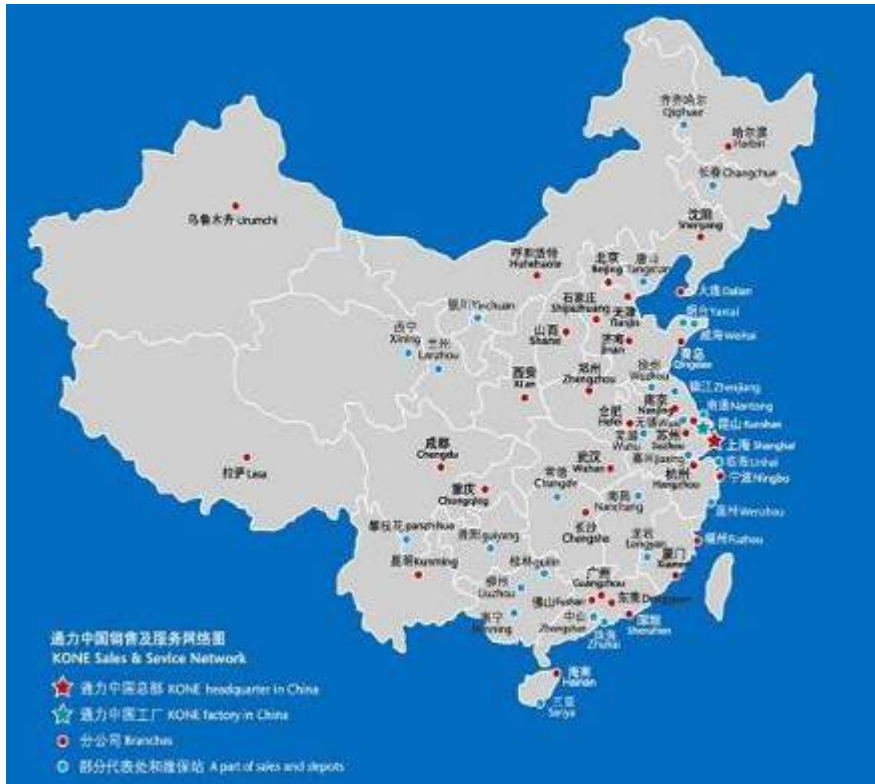 齐齐哈尔
Qiqihaer
哈尔滨
Harbin
长春 Changchun
沈阳
Shenyang
乌鲁木齐 Urumchi
呼和浩特
Huhehaote
北京
Beijing
唐山
Tangshan
大连 Dalian
石家庄
Shijiazhuang
天津
Tianjin
烟台 Yantai
威海 Weihai
银川 Yinchuan
山西
Shanxi
济南
Jinan
青岛
Qingdao
西宁
Xining
兰州
Lanzhou
西安
Xi an
郑州
Zhengzhou
徐州
镇江 Zhenjiang
南京
Nanjing
南通 Nantong
昆山 Kunshan
合肥
Hefei
无锡 Wuxi
芜湖
Wuhu
苏州
Suzhou
上海 Shanghai
嘉兴 Jiaxing
临海 Linhai
杭州
Hangzhou
宁波 Ningbo
成都
Chengdu
拉萨 Lasa
重庆
Chongqing
武汉
Wuhan
常德
Changde
南昌
Nanchang
温州 Wenzhou
长沙
Chengsha
攀枝花 panzhihua
贵阳 guiyang
龙岩
Longyan
福州 Fuzhou
昆明 Kunming
桂林 guilin
厦门
Xiamen
柳州
Liuzhou
广州
Guangzhou
佛山 Foshan
东莞 Dongguan
南宁
Nanning
中山
Zhongshan
深圳
Shenzhen
珠海
Zhuhai
海南
Hainan
三亚
Sanya
通力中国销售及服务网络图
KONE Sales & Sevice Network
通力中国总部 KONE headquarter in China
通力中国工厂 KONE factory in China
分公司 Branches
部分代表处和维保站 A part of sales and depots